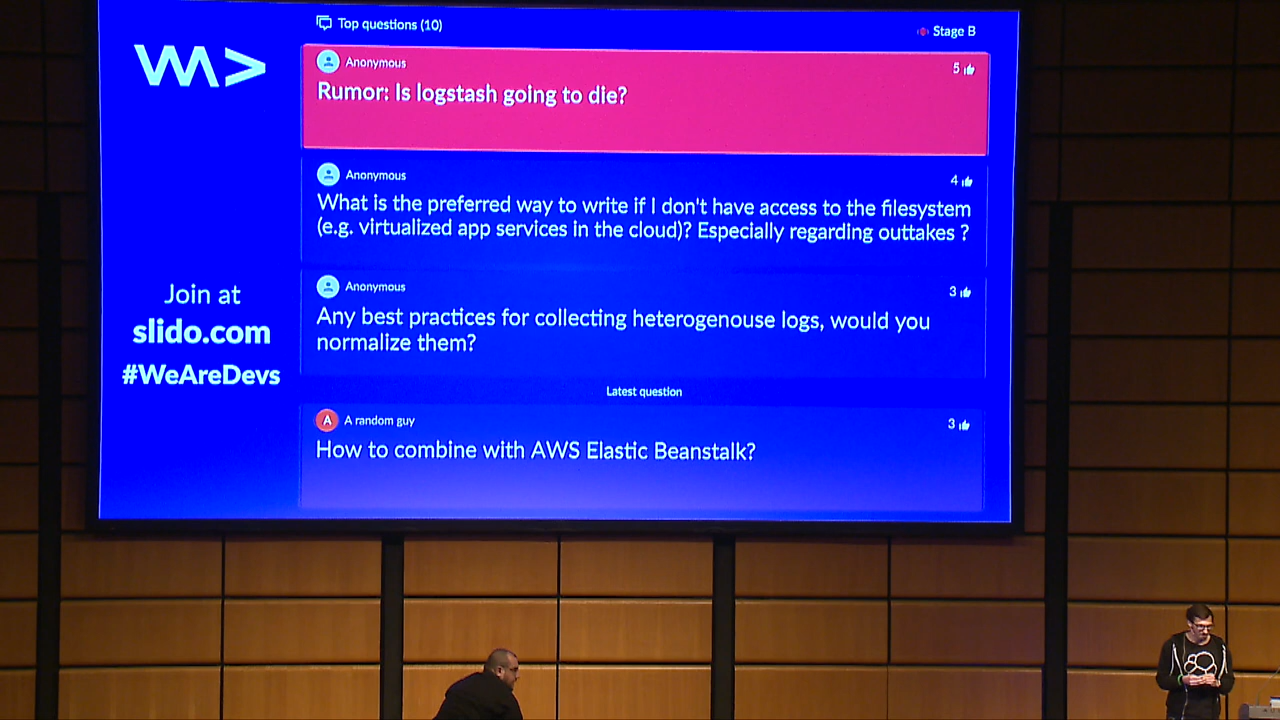 Top questions (10)
Stage B
WA>
Anonymous
5
Rumor: Is logstash going to die?
Anonymous
4
What is the preferred way to write if I don't have access to the filesystem
(e.g. virtualized app services in the cloud)? Especially regarding outtakes ?
Anonymous
3
Any best practices for collecting heterogenouse logs, would you
normalize them?
Join at
slido.com
#WeAreDevs
Latest question
A
A random guy
3
How to combine with AWS Elastic Beanstalk?